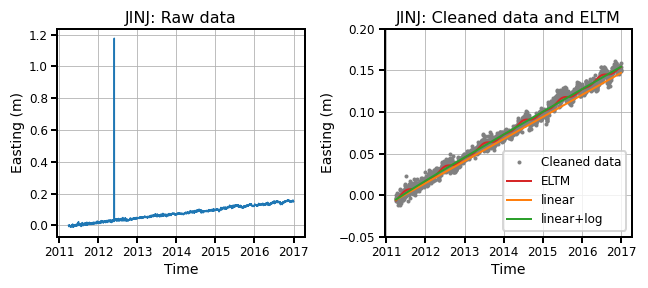 JINJ: Raw data
Easting (m)
1.2
1.0
0.8
0.6
0.4
0.2
0.0
2011 2012 2013 2014 2015 2016 2017
Time
JINJ: Cleaned data and ELTM
Easting (m)
0.20
0.15
0.10
0.05
0.00
−0.05
Cleaned data
ELTM
linear
linear+log
2011 2012 2013 2014 2015 2016 2017
Time